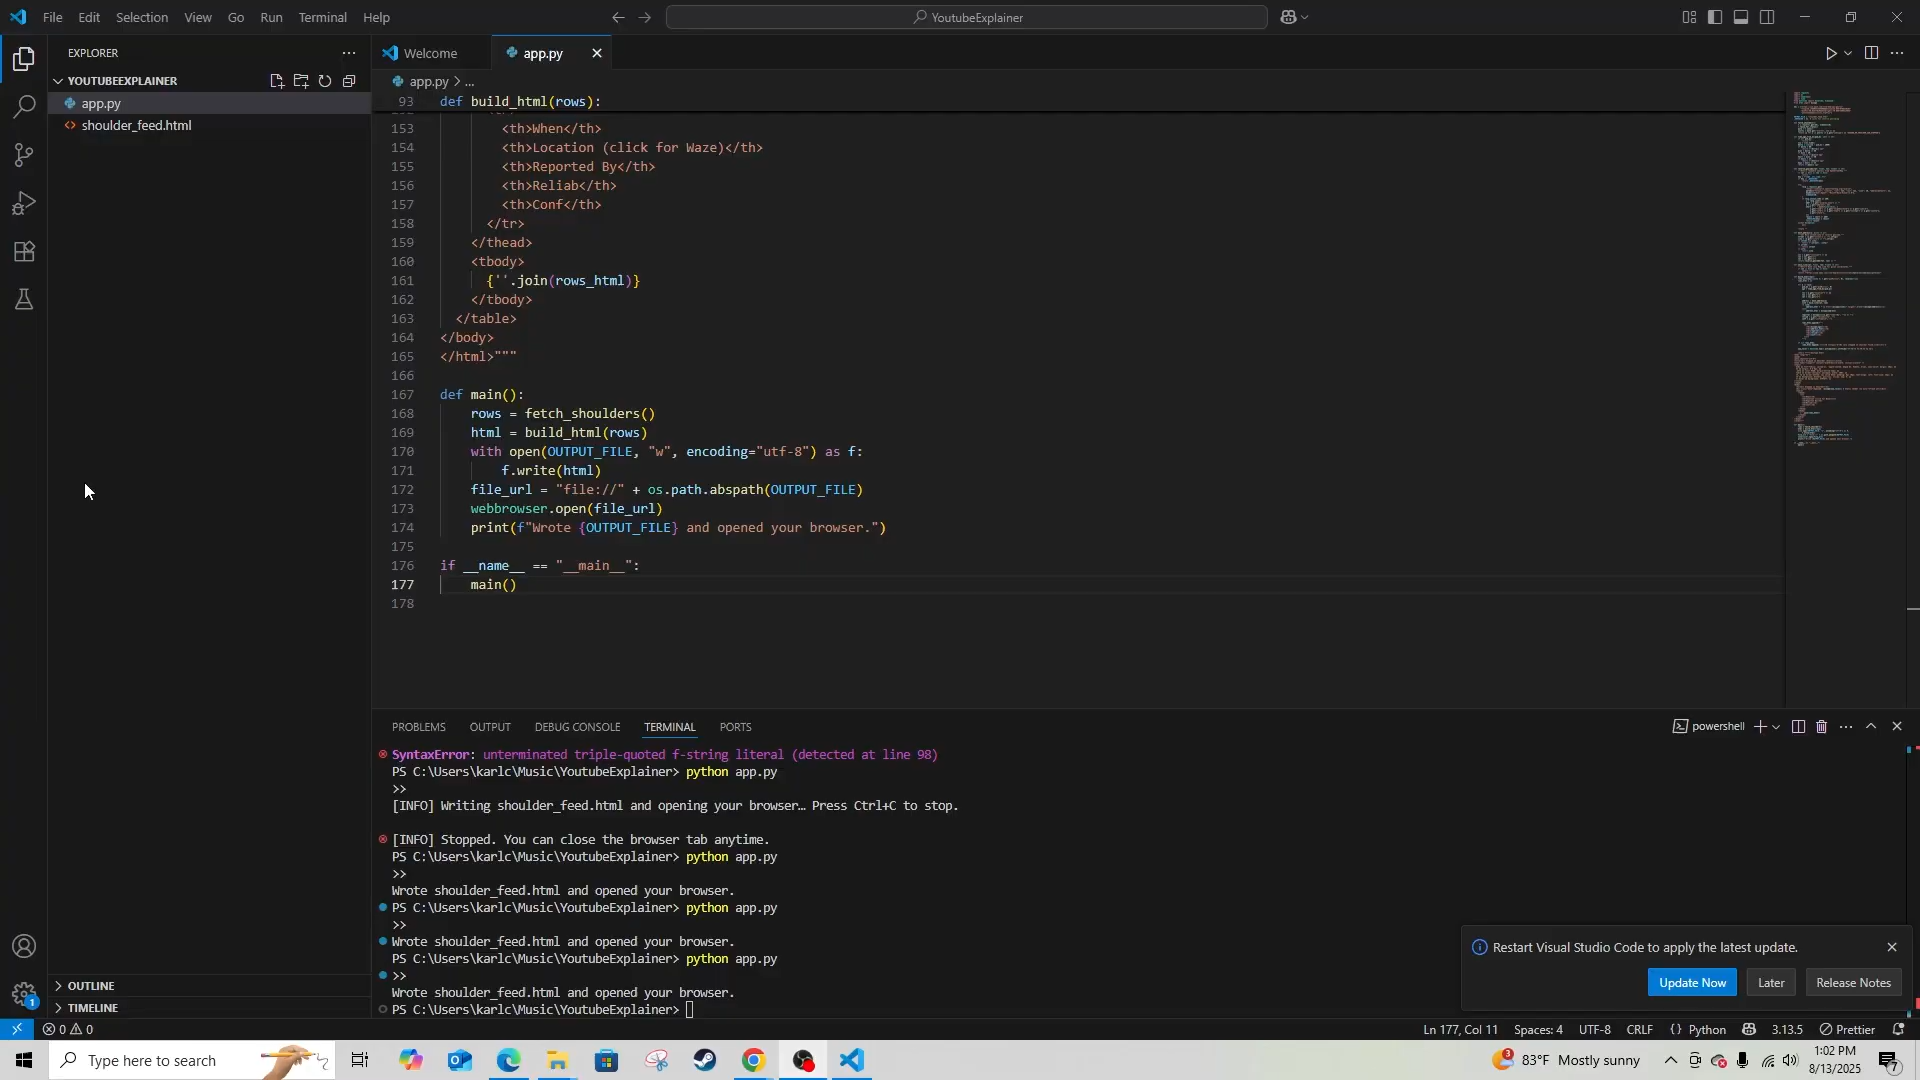 File Edit Selection View Go Run Terminal Help
YoutubeExplainer
EXPLORER
Welcome
app.py
YOUTUBEEXPLAINER
app.py
shoulder_feed.html
app.py > ...
93 def build_html(rows):
153 <th>When</th>
154 <th>Location (click for Waze)</th>
155 <th>Reported By</th>
156 <th>Reliab</th>
157 <th>Conf</th>
158 </tr>
159 </thead>
160 <tbody>
161 {''.join(rows_html)}
162 </tbody>
163 </table>
164 </body>
165 </html>"""
166
167 def main():
168 rows = fetch_shoulders()
169 html = build_html(rows)
170 with open(OUTPUT_FILE, "w", encoding="utf-8") as f:
171 f.write(html)
172 file_url = "file://" + os.path.abspath(OUTPUT_FILE)
173 webbrowser.open(file_url)
174 print(f"Wrote {OUTPUT_FILE} and opened your browser.")
175
176 if __name__ == "__main__":
177 main()
178
PROBLEMS OUTPUT DEBUG CONSOLE TERMINAL PORTS
powershell
SyntaxError: unterminated triple-quoted f-string literal (detected at line 98)
PS C:\Users\karlc\Music\YoutubeExplainer> python app.py
>>
[INFO] Writing shoulder_feed.html and opening your browser… Press Ctrl+C to stop.
[INFO] Stopped. You can close the browser tab anytime.
PS C:\Users\karlc\Music\YoutubeExplainer> python app.py
>>
Wrote shoulder_feed.html and opened your browser.
PS C:\Users\karlc\Music\YoutubeExplainer> python app.py
>>
Wrote shoulder_feed.html and opened your browser.
PS C:\Users\karlc\Music\YoutubeExplainer> python app.py
>>
Wrote shoulder_feed.html and opened your browser.
PS C:\Users\karlc\Music\YoutubeExplainer>
Restart Visual Studio Code to apply the latest update.
Update Now
Later
Release Notes
OUTLINE
TIMELINE
1
0 0
Ln 177, Col 11 Spaces: 4 UTF-8 CRLF {} Python 3.13.5 Prettier
Type here to search
3
83°F Mostly sunny
1:02 PM
8/13/2025
7